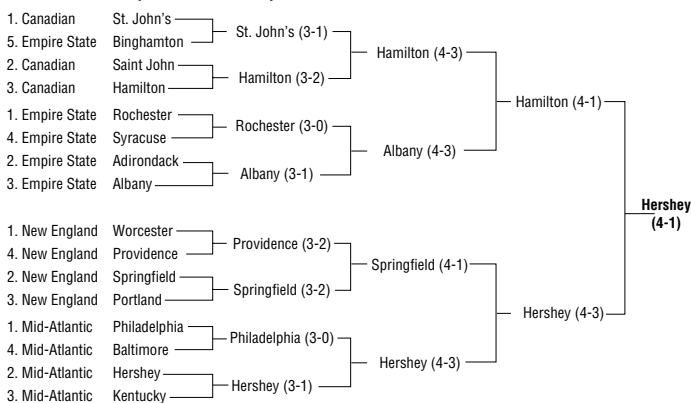 1. Canadian St. John's
5. Empire State Binghamton
St. John's (3-1)
2. Canadian Saint John
3. Canadian Hamilton
Hamilton (3-2)
Hamilton (4-3)
1. Empire State Rochester
4. Empire State Syracuse
Rochester (3-0)
2. Empire State Adirondack
3. Empire State Albany
Albany (3-1)
Albany (4-3)
Hamilton (4-1)
1. New England Worcester
4. New England Providence
Providence (3-2)
2. New England Springfield
3. New England Portland
Springfield (3-2)
Springfield (4-1)
1. Mid-Atlantic Philadelphia
4. Mid-Atlantic Baltimore
Philadelphia (3-0)
2. Mid-Atlantic Hershey
3. Mid-Atlantic Kentucky
Hershey (3-1)
Hershey (4-3)
Hershey (4-3)
Hershey
(4-1)